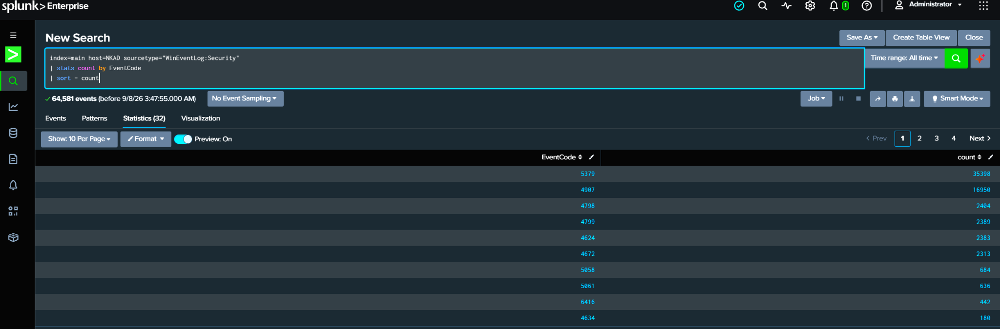 splunk> Enterprise
1
Administrator
New Search
Save As
Create Table View
Close
index=main host=NKAD sourcetype="WinEventLog:Security"
| stats count by EventCode
| sort - count
Time range: All time
64,581 events (before 9/8/26 3:47:55.000 AM)
No Event Sampling
Job
Smart Mode
Events
Patterns
Statistics (32)
Visualization
Show: 10 Per Page
Format
Preview: On
< Prev
1
2
3
4
Next >
EventCode
count
5379 35398
4907 16950
4798 2404
4799 2389
4624 2383
4672 2313
5058 684
5061 636
6416 442
4634 180